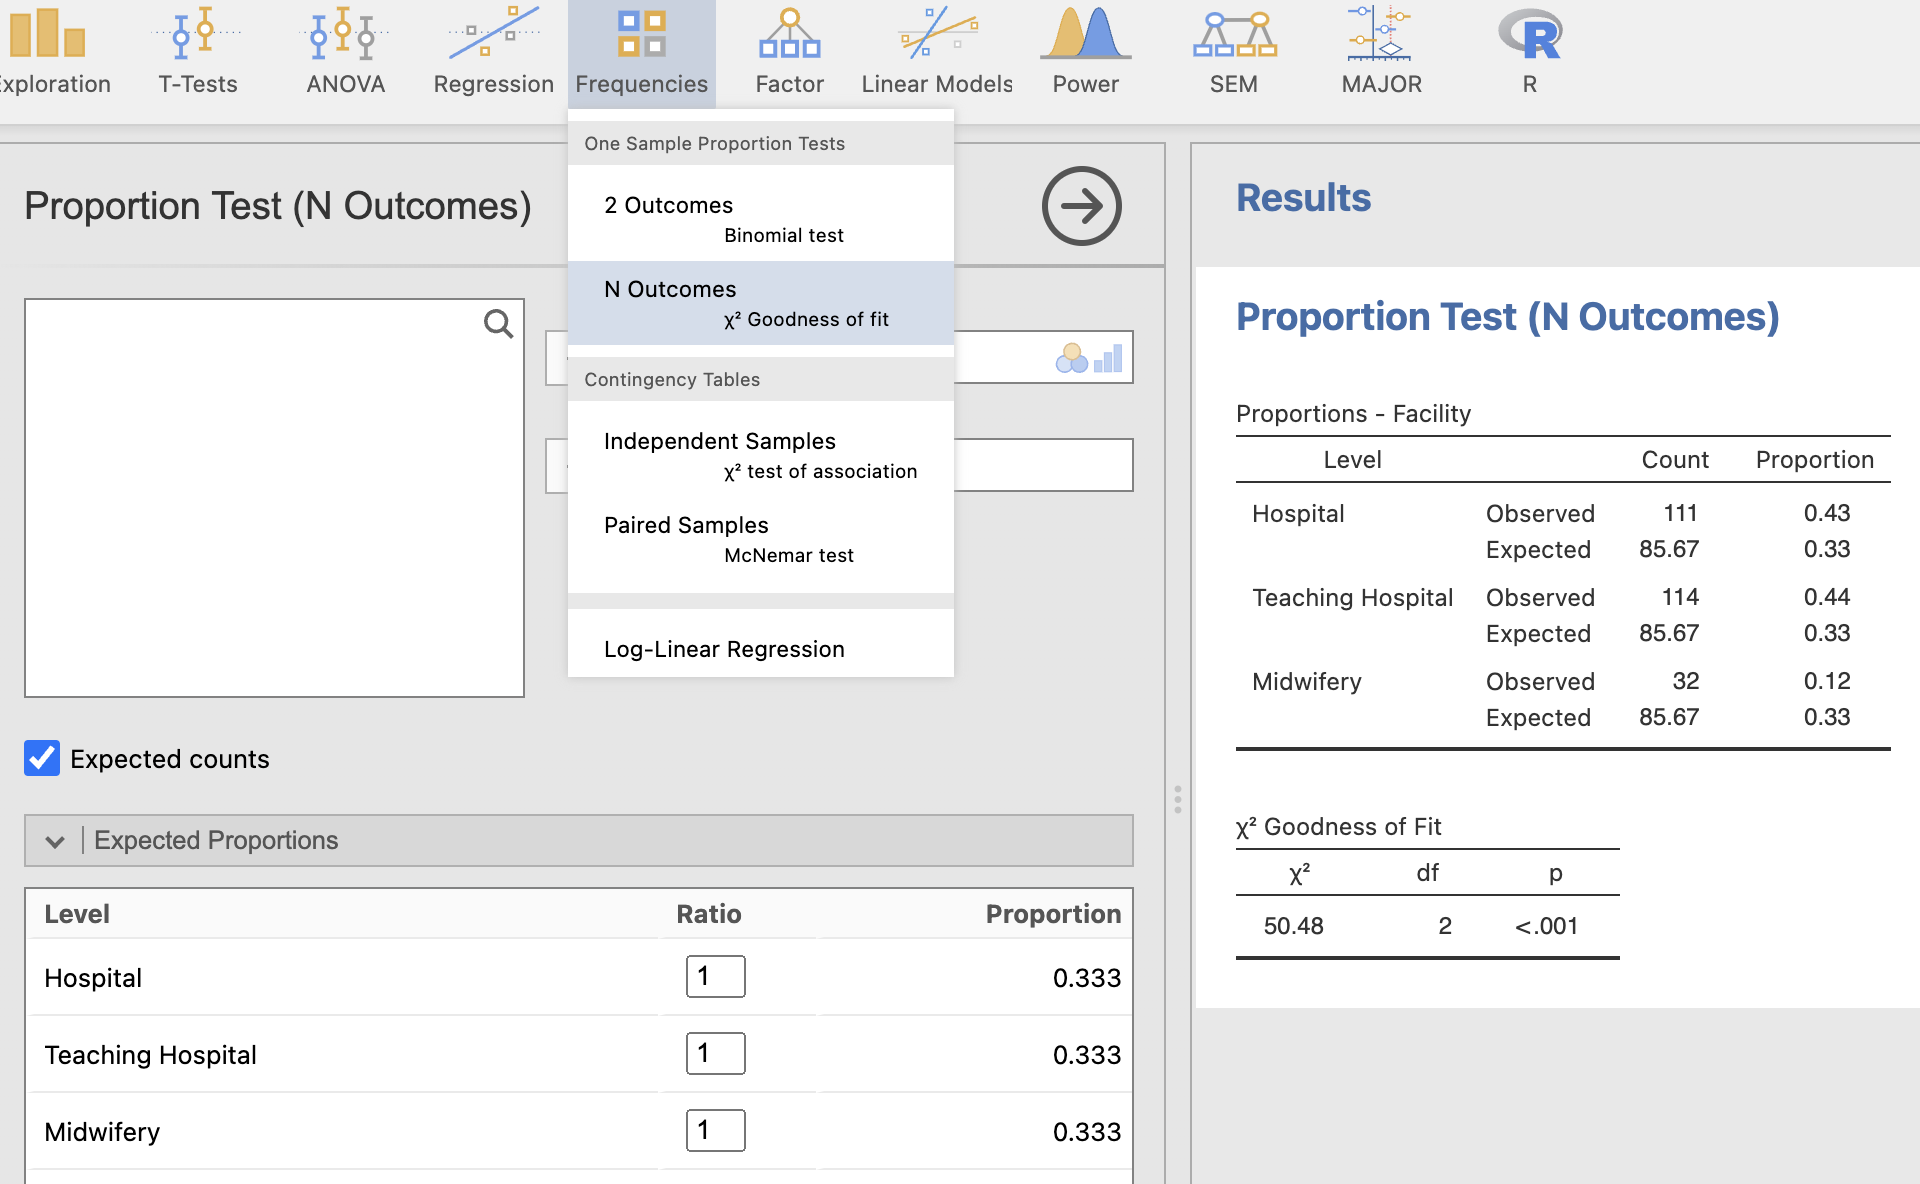 xploration T-Tests ANOVA Regression Frequencies Factor Linear Models Power SEM MAJOR R
Proportion Test (N Outcomes)
One Sample Proportion Tests
2 Outcomes
Binomial test
N Outcomes
χ² Goodness of fit
Contingency Tables
Independent Samples
χ² test of association
Paired Samples
McNemar test
Log-Linear Regression
Expected counts
Expected Proportions
Level Ratio Proportion
Hospital 1 0.333
Teaching Hospital 1 0.333
Midwifery 1 0.333
Results
Proportion Test (N Outcomes)
Proportions - Facility
Level Count Proportion
Hospital Observed 111 0.43
Expected 85.67 0.33
Teaching Hospital Observed 114 0.44
Expected 85.67 0.33
Midwifery Observed 32 0.12
Expected 85.67 0.33
χ² Goodness of Fit
χ² df p
50.48 2 <.001